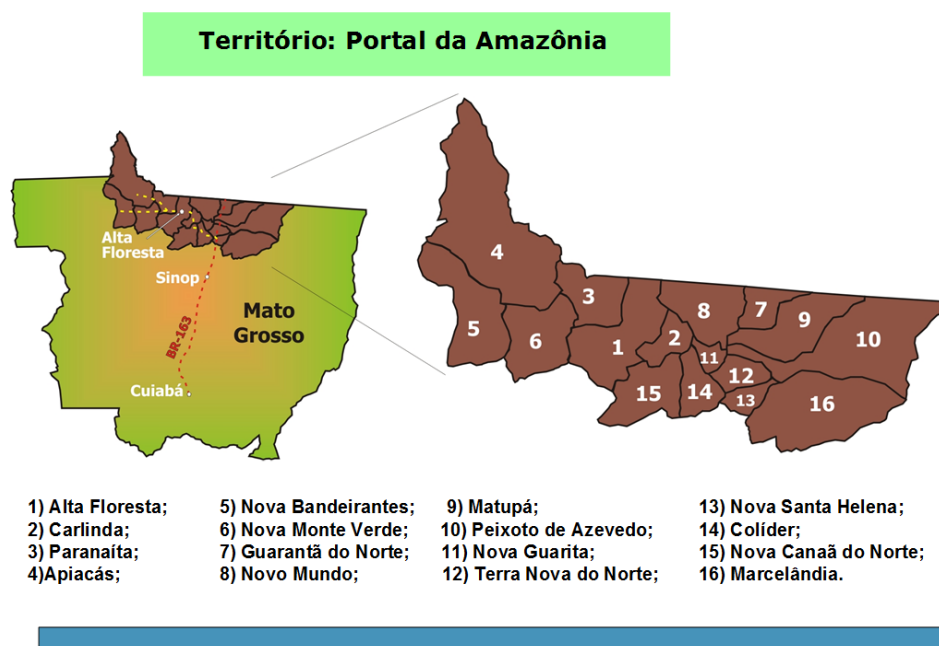 Território: Portal da Amazônia
Alta
Floresta
Sinop
BR-163
Mato
Grosso
Cuiabá
4
3
5
6
1
2
8
7
9
10
11
12
13
14
15
16
1) Alta Floresta;
2) Carlinda;
3) Paranaíta;
4)Apiacás;
5) Nova Bandeirantes;
6) Nova Monte Verde;
7) Guarantã do Norte;
8) Novo Mundo;
9) Matupá;
10) Peixoto de Azevedo;
11) Nova Guarita;
12) Terra Nova do Norte;
13) Nova Santa Helena;
14) Colíder;
15) Nova Canaã do Norte;
16) Marcelândia.